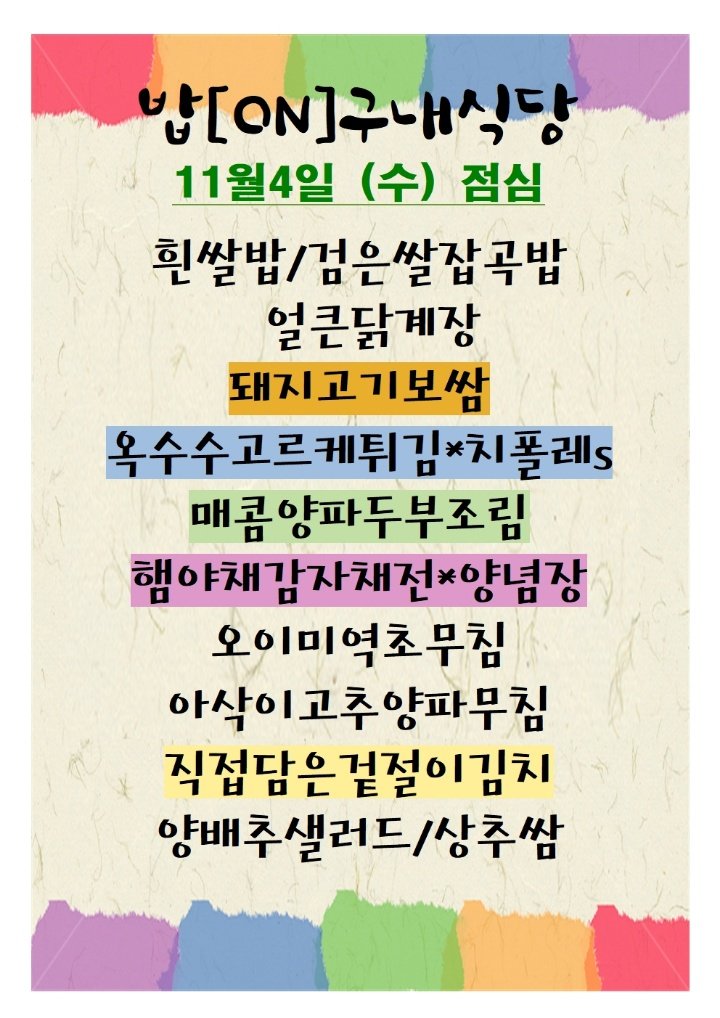 밥[ON]구내식당
11월4일 (수) 점심
흰쌀밥/검은쌀잡곡밥
얼큰닭계장
돼지고기보쌈
옥수수고르케튀김*치폴레s
매콤양파두부조림
햄야채감자채전*양념장
오이미역초무침
아삭이고추양파무침
직접담은겉절이김치
양배추샐러드/상추쌈